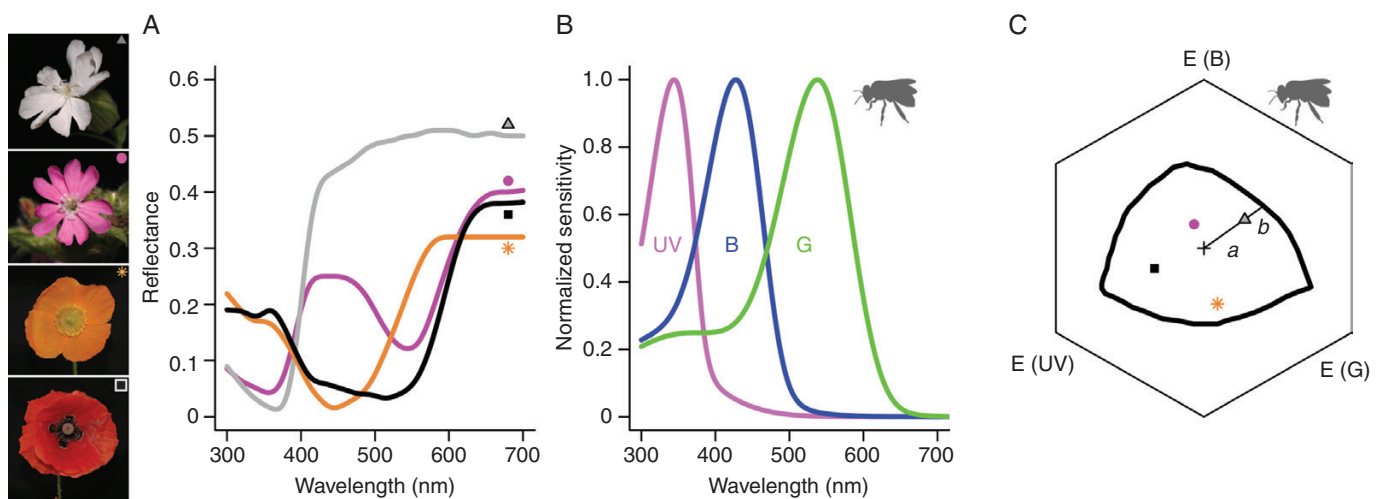 A
Reflectance
0.6
0.5
0.4
0.3
0.2
0.1
0
300
400
500
600
700
Wavelength (nm)
B
Normalized sensitivity
1.0
0.8
0.6
0.4
0.2
0
UV
B
G
300
400
500
600
700
Wavelength (nm)
C
E (B)
a
b
E (UV)
E (G)